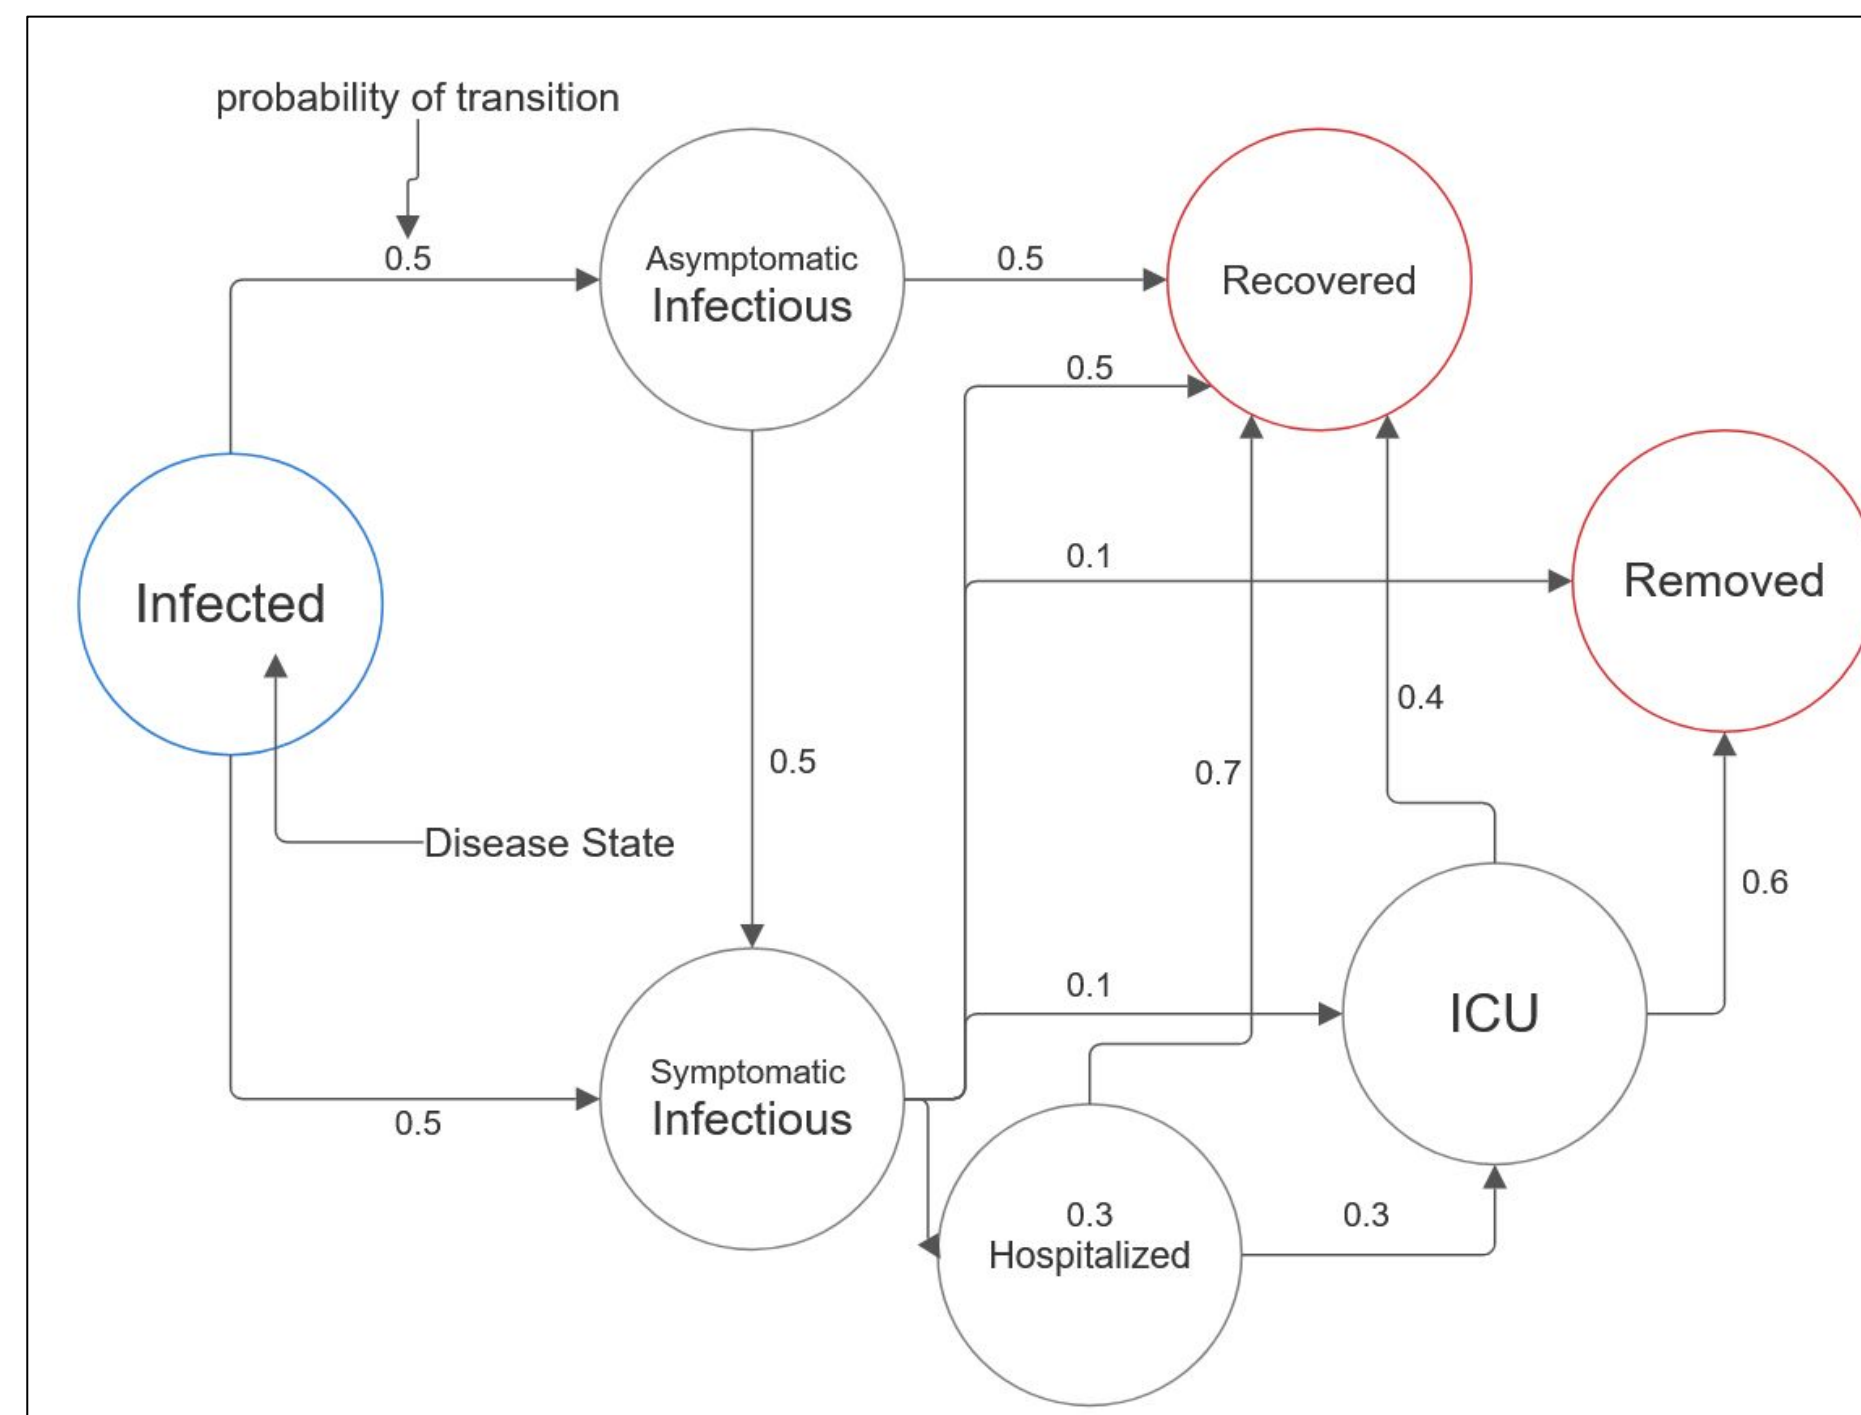 probability of transition
0.5
Asymptomatic
Infectious
0.5
Recovered
0.5
0.1
Removed
Infected
0.4
0.5
0.7
Disease State
0.6
0.1
ICU
Symptomatic
Infectious
0.5
0.3
Hospitalized
0.3